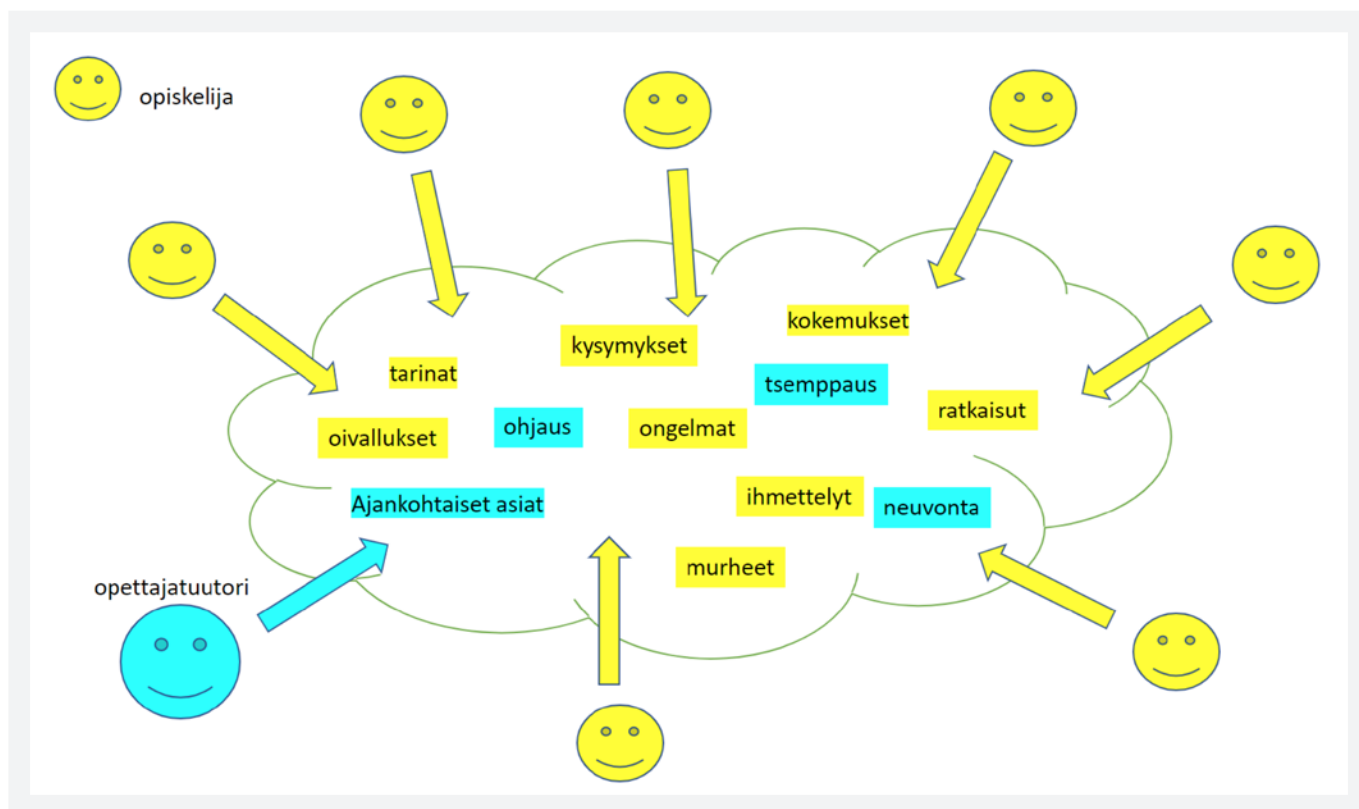 opiskelija
kokemukset
kysymykset
tarinat
tsemppaus
ratkaisut
oivallukset
ohjaus
ongelmat
Ajankohtaiset asiat
ihmettelyt
neuvonta
murheet
opettajatuutori